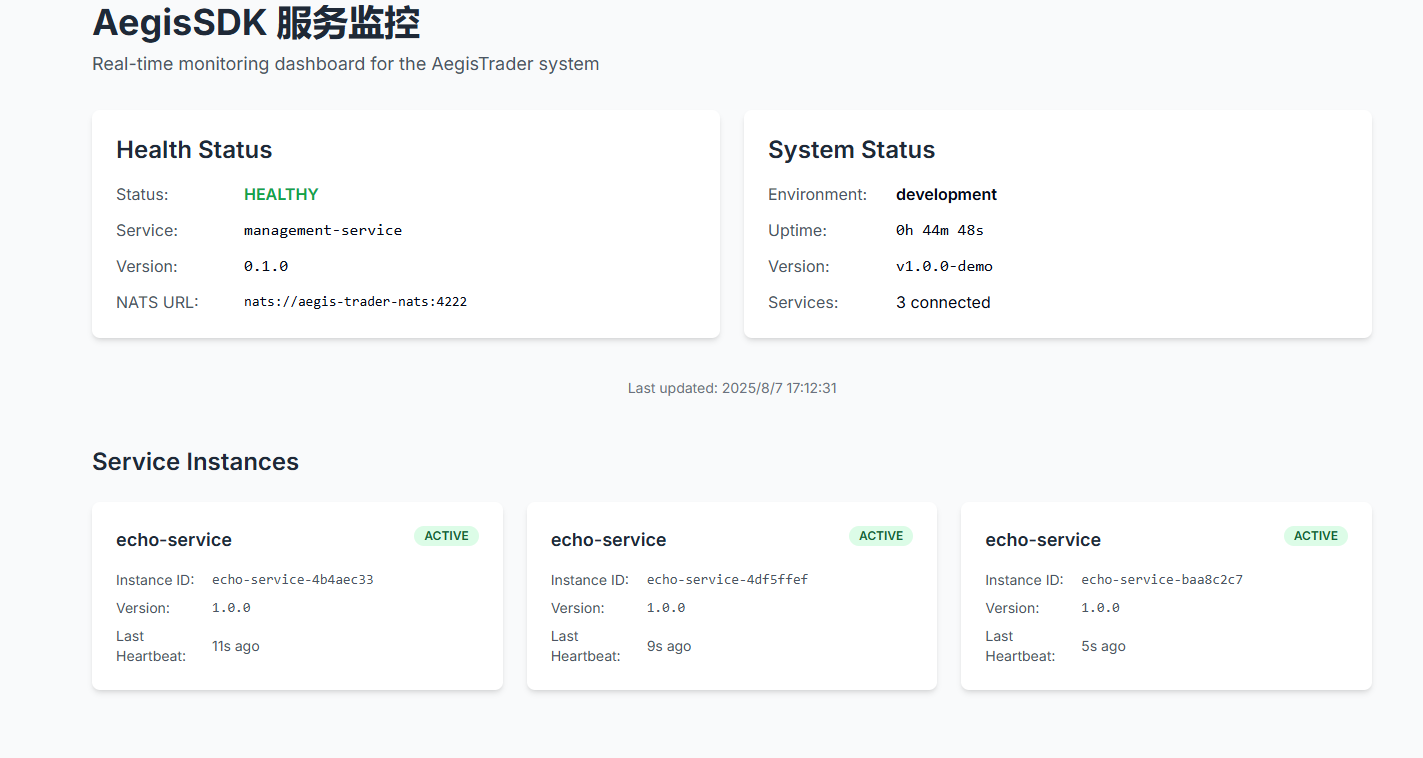 AegisSDK 服务监控
Real-time monitoring dashboard for the AegisTrader system
Health Status
Status: HEALTHY
Service: management-service
Version: 0.1.0
NATS URL: nats://aegis-trader-nats:4222
System Status
Environment: development
Uptime: 0h 44m 48s
Version: v1.0.0-demo
Services: 3 connected
Last updated: 2025/8/7 17:12:31
Service Instances
echo-service ACTIVE
Instance ID: echo-service-4b4aec33
Version: 1.0.0
Last
Heartbeat: 11s ago
echo-service ACTIVE
Instance ID: echo-service-4df5ffef
Version: 1.0.0
Last
Heartbeat: 9s ago
echo-service ACTIVE
Instance ID: echo-service-baa8c2c7
Version: 1.0.0
Last
Heartbeat: 5s ago